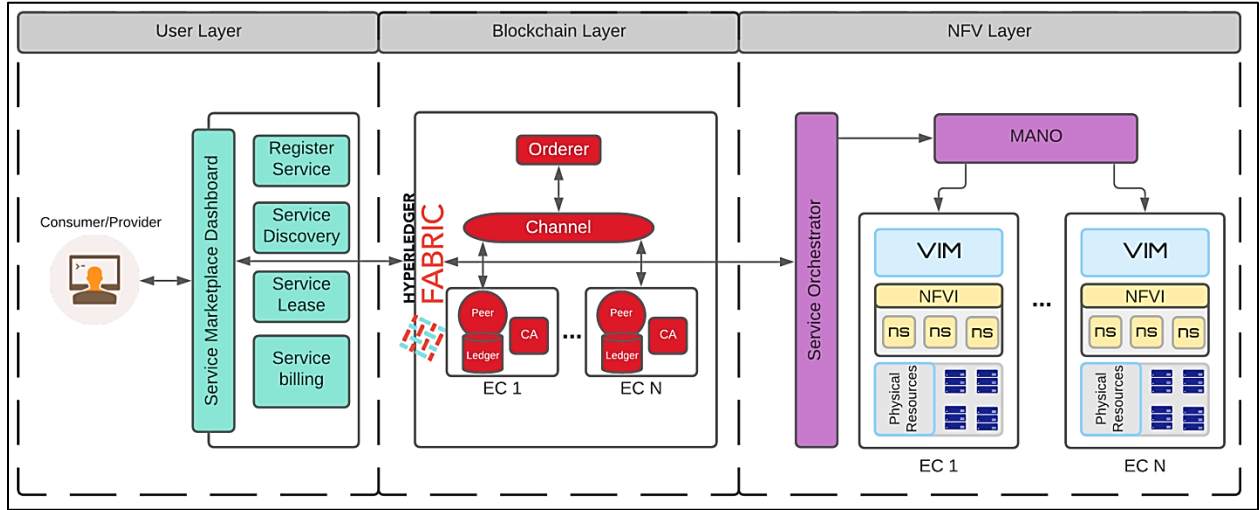 User Layer
Blockchain Layer
NFV Layer
Consumer/Provider
>-
Service Marketplace Dashboard
Register
Service
Service
Discovery
Service
Lease
Service
billing
HYPERLEDGER
FABRIC
Orderer
Channel
Peer
Ledger
CA
...
Peer
Ledger
CA
EC 1
EC N
Service Orchestrator
MANO
VIM
NFVI
ns
ns
ns
Physical
Resources
EC 1
...
VIM
NFVI
ns
ns
ns
Physical
Resources
EC N